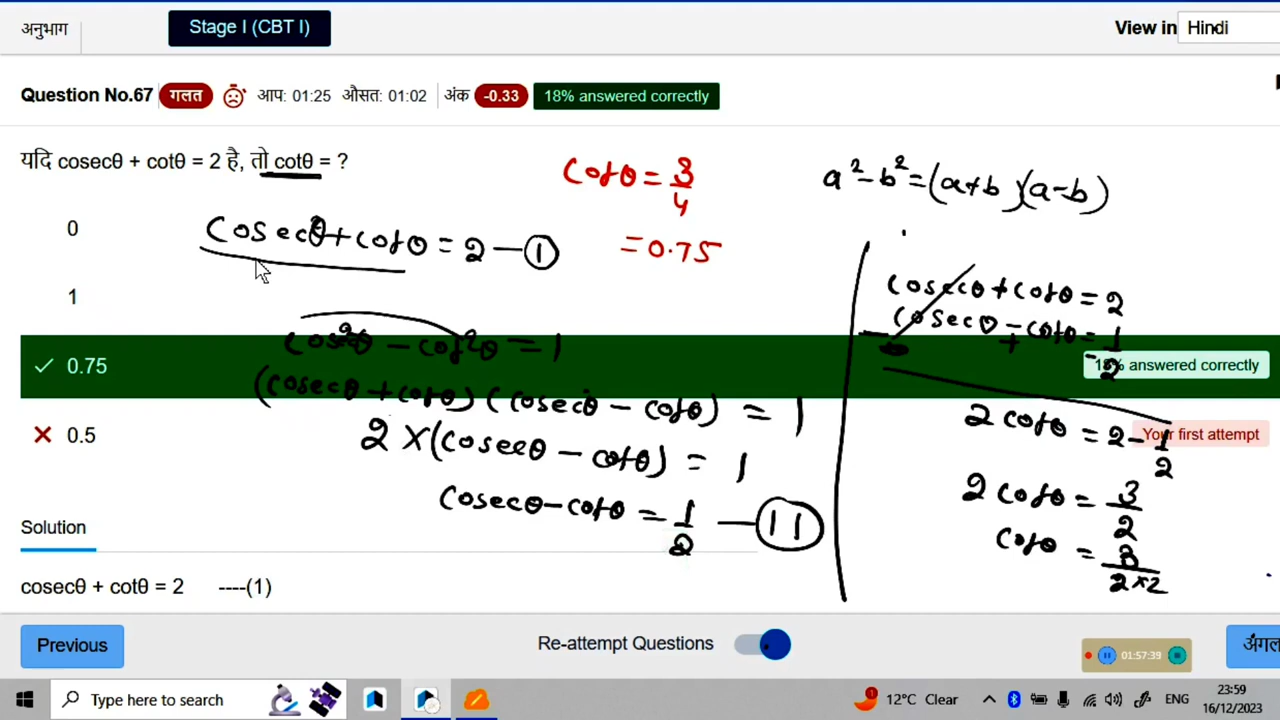 अनुभाग
Stage I (CBT I)
View in Hindi
Question No.67 गलत आप: 01:25 औसत: 01:02 अंक -0.33 18% answered correctly
यदि cosecθ + cotθ = 2 है, तो cotθ = ?
cotθ = 3/4
= 0.75
a² - b² = (a+b)(a-b)
0
cosecθ + cotθ = 2 — ①
1
cosec²θ - cot²θ = 1
0.75
18% answered correctly
(cosecθ + cotθ)(cosecθ - cotθ) = 1
0.5
Your first attempt
2 × (cosecθ - cotθ) = 1
cosecθ - cotθ = 1/2 — 11
cosecθ + cotθ = 2
cosecθ - cotθ = 1/2
- + -
2 cotθ = 2 - 1/2
2 cotθ = 3/2
cotθ = 3/2×2
Solution
cosecθ + cotθ = 2 ----(1)
Previous
Re-attempt Questions
01:57:39
Type here to search
1
12°C Clear
ENG
23:59
16/12/2023